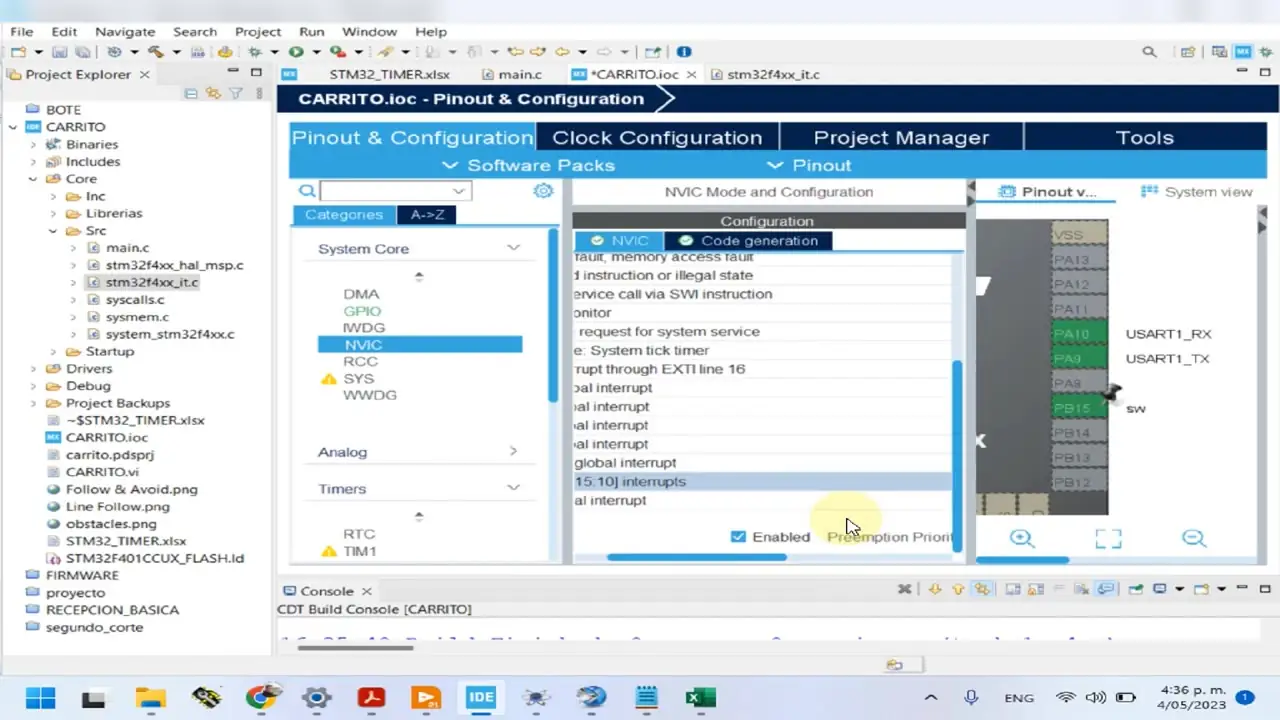 File Edit Navigate Search Project Run Window Help
Project Explorer
STM32_TIMER.xlsx main.c *CARRITO.ioc stm32f4xx_it.c
CARRITO.ioc - Pinout & Configuration
Pinout & Configuration Clock Configuration Project Manager Tools
Software Packs Pinout
BOTE
CARRITO
Binaries
Includes
Core
Inc
Librerias
Src
main.c
stm32f4xx_hal_msp.c
stm32f4xx_it.c
syscalls.c
sysmem.c
system_stm32f4xx.c
Startup
Drivers
Debug
Project Backups
~$STM32_TIMER.xlsx
CARRITO.ioc
carrito.pdsprj
CARRITO.vi
Follow & Avoid.png
Line Follow.png
obstacles.png
STM32_TIMER.xlsx
STM32F401CCUX_FLASH.ld
FIRMWARE
proyecto
RECEPCION_BASICA
segundo_corte
Categories A->Z
System Core
DMA
GPIO
IWDG
NVIC
RCC
SYS
WWDG
Analog
Timers
RTC
TIM1
NVIC Mode and Configuration
Configuration
NVIC Code generation
fault, memory access fault
d instruction or illegal state
ervice call via SWI instruction
onitor
request for system service
e: System tick timer
rrupt through EXTI line 16
bal interrupt
al interrupt
al interrupt
bal interrupt
global interrupt
15:10] interrupts
al interrupt
Enabled Preemption Priorit
Pinout v... System view
VSS
PA13
PA12
PA11
PA10 USART1_RX
PA9 USART1_TX
PA8
PB15 sw
PB14
PB13
PB12
Console
CDT Build Console [CARRITO]
IDE
ENG
4:36 p. m.
4/05/2023
1